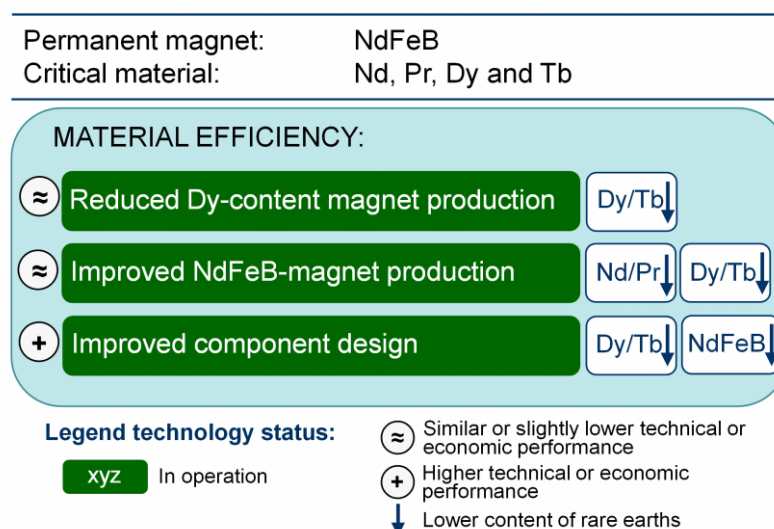 Permanent magnet: NdFeB
Critical material: Nd, Pr, Dy and Tb
MATERIAL EFFICIENCY:
≈ Reduced Dy-content magnet production Dy/Tb↓
≈ Improved NdFeB-magnet production Nd/Pr↓ Dy/Tb↓
+ Improved component design Dy/Tb↓ NdFeB↓
Legend technology status:
xyz In operation
≈ Similar or slightly lower technical or
economic performance
+ Higher technical or economic
performance
↓ Lower content of rare earths